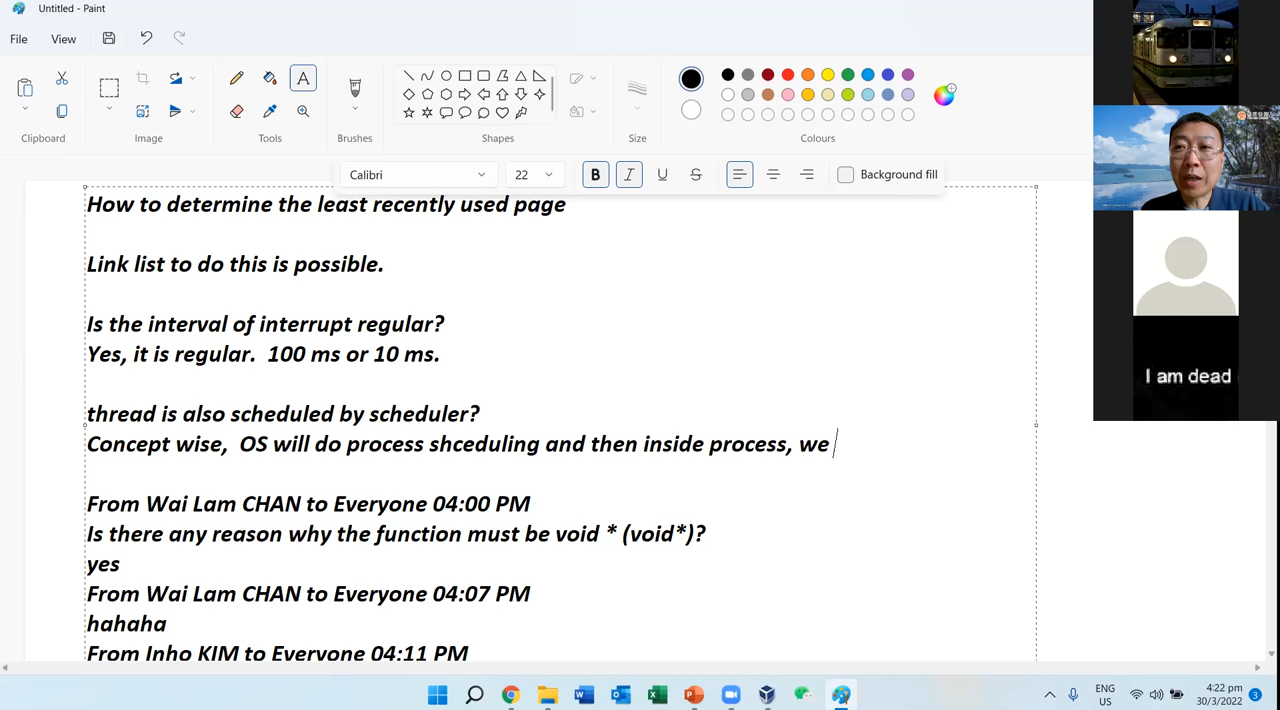 Untitled - Paint
File
View
Clipboard
Image
Tools
Brushes
Shapes
Size
Colours
Calibri
22
B
I
U
S
Background fill
How to determine the least recently used page
Link list to do this is possible.
Is the interval of interrupt regular?
Yes, it is regular.  100 ms or 10 ms.
thread is also scheduled by scheduler?
Concept wise,  OS will do process shceduling and then inside process, we
From Wai Lam CHAN to Everyone 04:00 PM
Is there any reason why the function must be void * (void*)?
yes
From Wai Lam CHAN to Everyone 04:07 PM
hahaha
From Inho KIM to Everyone 04:11 PM
I am dead
ENG
US
4:22 pm
30/3/2022
3